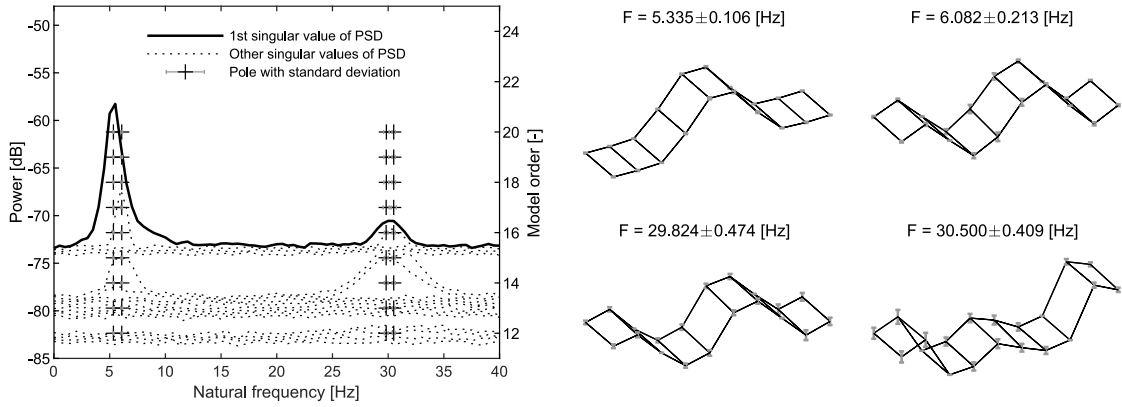 -50
-55
-60
-65
-70
-75
-80
-85
Power [dB]
1st singular value of PSD
Other singular values of PSD
Pole with standard deviation
24
22
20
18
16
14
12
Model order [-]
0 5 10 15 20 25 30 35 40
Natural frequency [Hz]
F = 5.335±0.106 [Hz]
F = 6.082±0.213 [Hz]
F = 29.824±0.474 [Hz]
F = 30.500±0.409 [Hz]